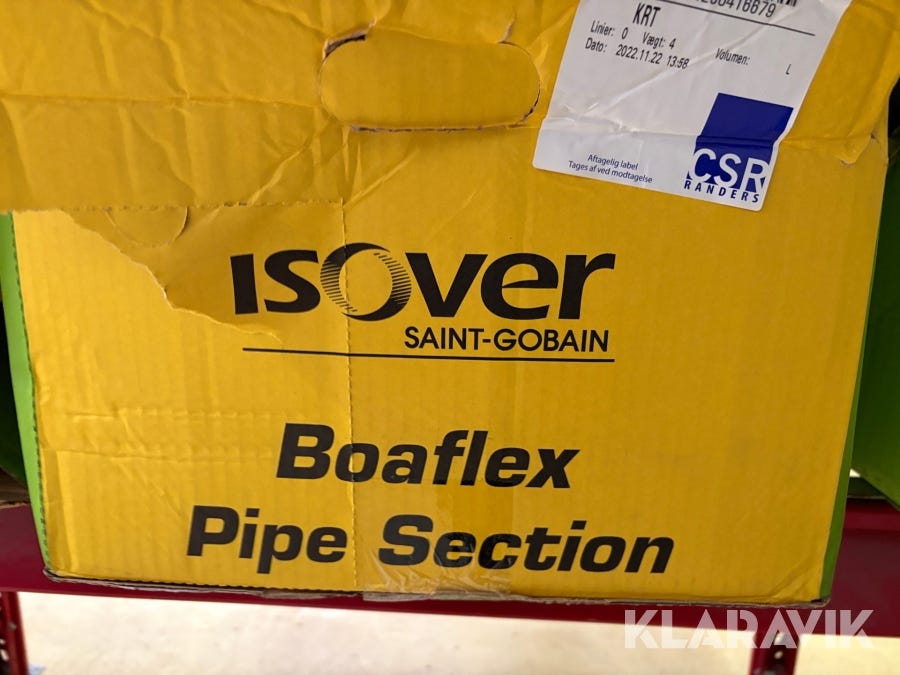 KRT
Linier: 0 Vægt: 4 Volumen: L
Dato: 2022.11.22 13:58
Aftagelig label
Tages af ved modtagelse
CSR
RANDERS
ISOVER
SAINT-GOBAIN
Boaflex
Pipe Section
KLARAVIK